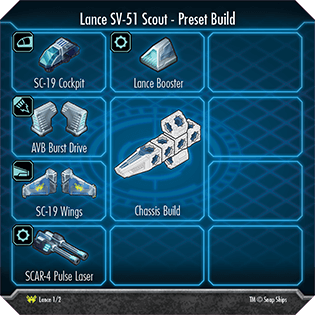 Lance SV-51 Scout - Preset Build
SC-19 Cockpit
Lance Booster
AVB Burst Drive
SC-19 Wings
Chassis Build
SCAR-4 Pulse Laser
Lance 1/2
TM © Snap Ships